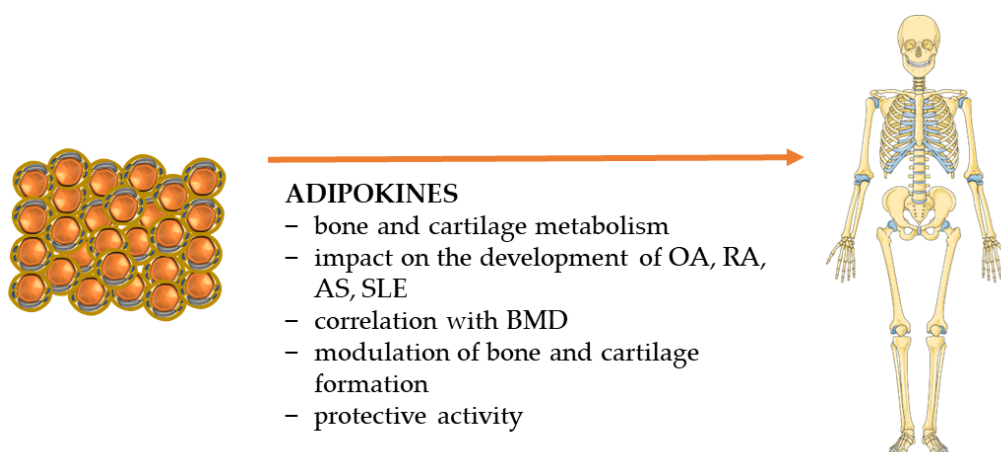 ADIPOKINES
– bone and cartilage metabolism
– impact on the development of OA, RA,
AS, SLE
– correlation with BMD
– modulation of bone and cartilage
formation
– protective activity